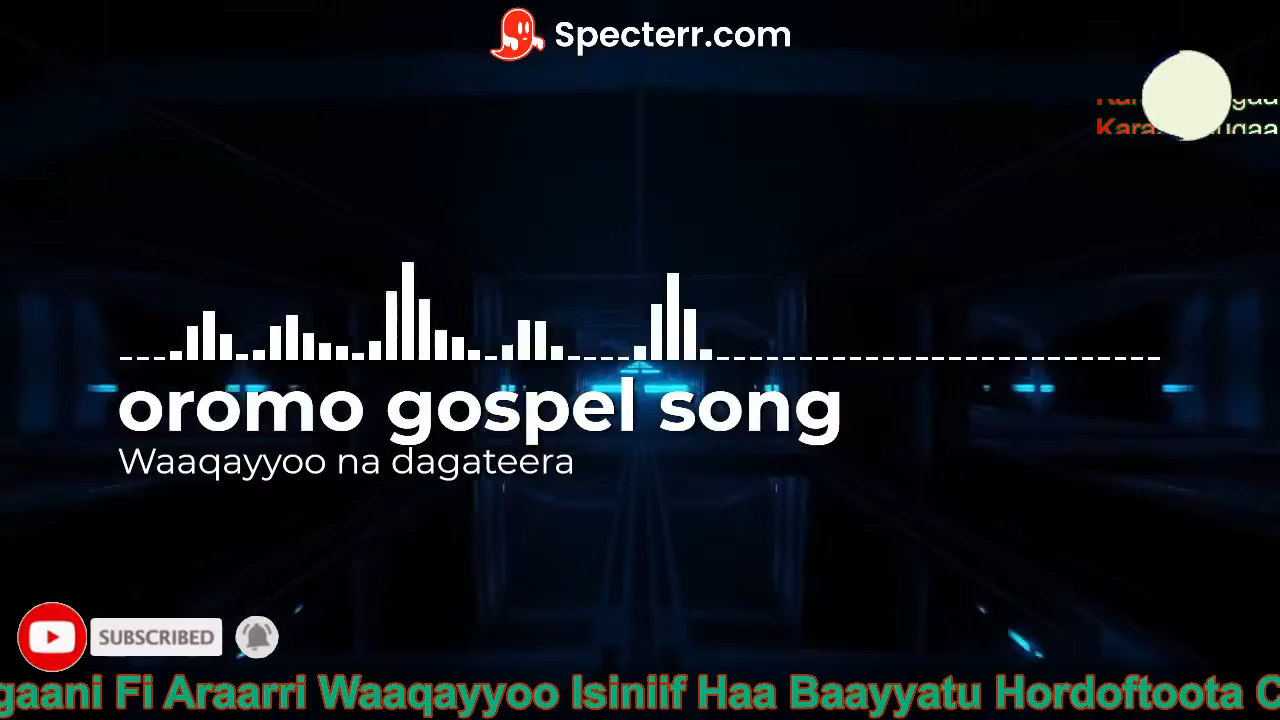 Specterr.com
oromo gospel song
Waaqayyoo na dagateera
SUBSCRIBED
gaani Fi Araarri Waaqayyoo Isiniif Haa Baayyatu Hordoftoota